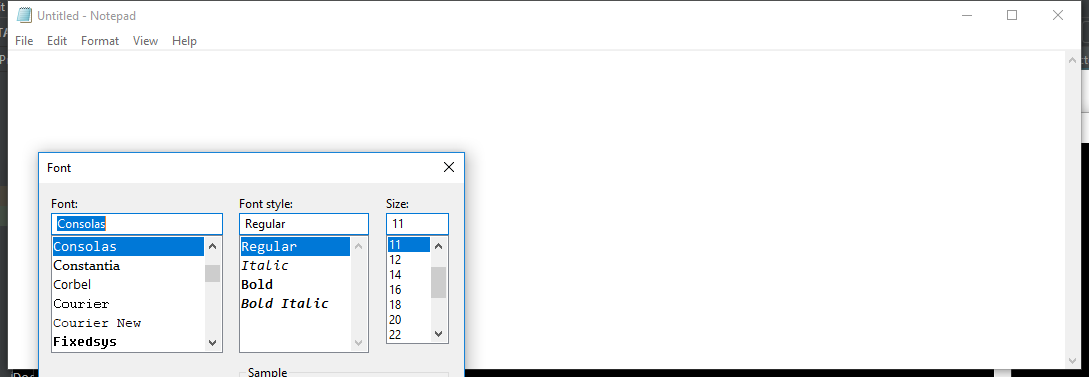 Untitled - Notepad
File Edit Format View Help
Font
Font: Font style: Size:
Consolas Regular 11
Consolas Regular 11
Constantia Italic 12
Corbel Bold 14
Courier Bold Italic 16
Courier New 18
Fixedsys 20
22
Sample